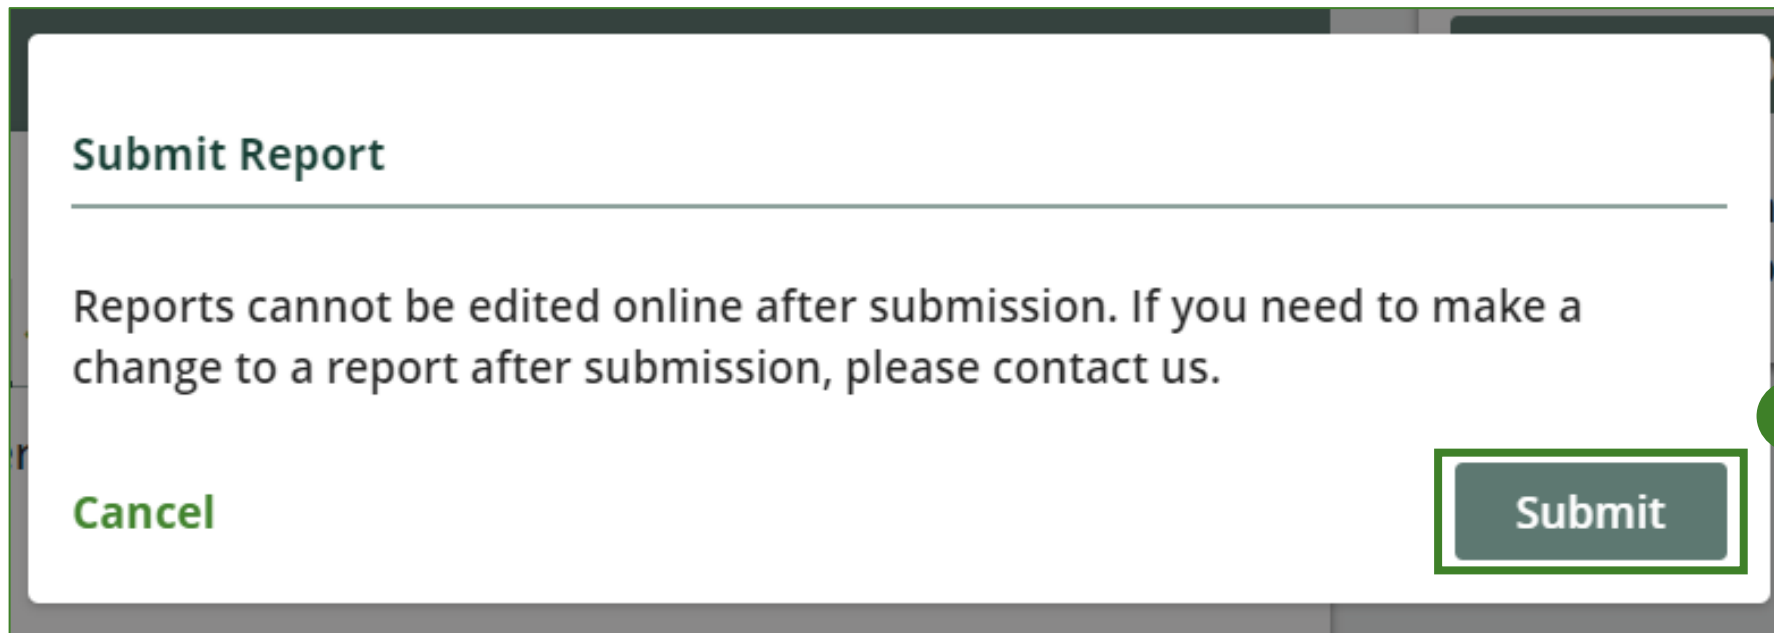 Submit Report
Reports cannot be edited online after submission. If you need to make a
change to a report after submission, please contact us.
Cancel
Submit